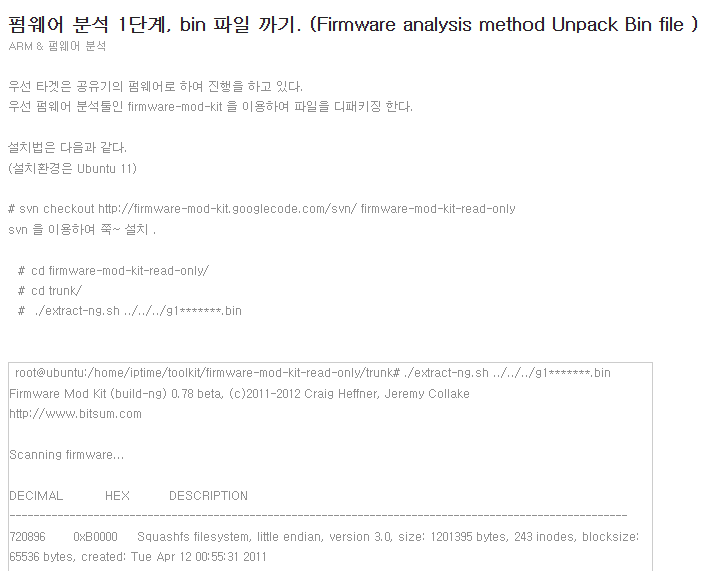 펌웨어 분석 1단계, bin 파일 까기. (Firmware analysis method Unpack Bin file )
ARM & 펌웨어 분석
우선 타겟은 공유기의 펌웨어로 하여 진행을 하고 있다.
우선 펌웨어 분석툴인 firmware-mod-kit 을 이용하여 파일을 디패키징 한다.
설치법은 다음과 같다.
(설치환경은 Ubuntu 11)
# svn checkout http://firmware-mod-kit.googlecode.com/svn/ firmware-mod-kit-read-only
svn 을 이용하여 쭉~ 설치 .
# cd firmware-mod-kit-read-only/
# cd trunk/
# ./extract-ng.sh ../../../g1*******.bin
root@ubuntu:/home/iptime/toolkit/firmware-mod-kit-read-only/trunk# ./extract-ng.sh ../../../g1*******.bin
Firmware Mod Kit (build-ng) 0.78 beta, (c)2011-2012 Craig Heffner, Jeremy Collake
http://www.bitsum.com
Scanning firmware...
DECIMAL HEX DESCRIPTION
-------------------------------------------------------------------------------------------------------
720896 0xB0000 Squashfs filesystem, little endian, version 3.0, size: 1201395 bytes, 243 inodes, blocksize:
65536 bytes, created: Tue Apr 12 00:55:31 2011